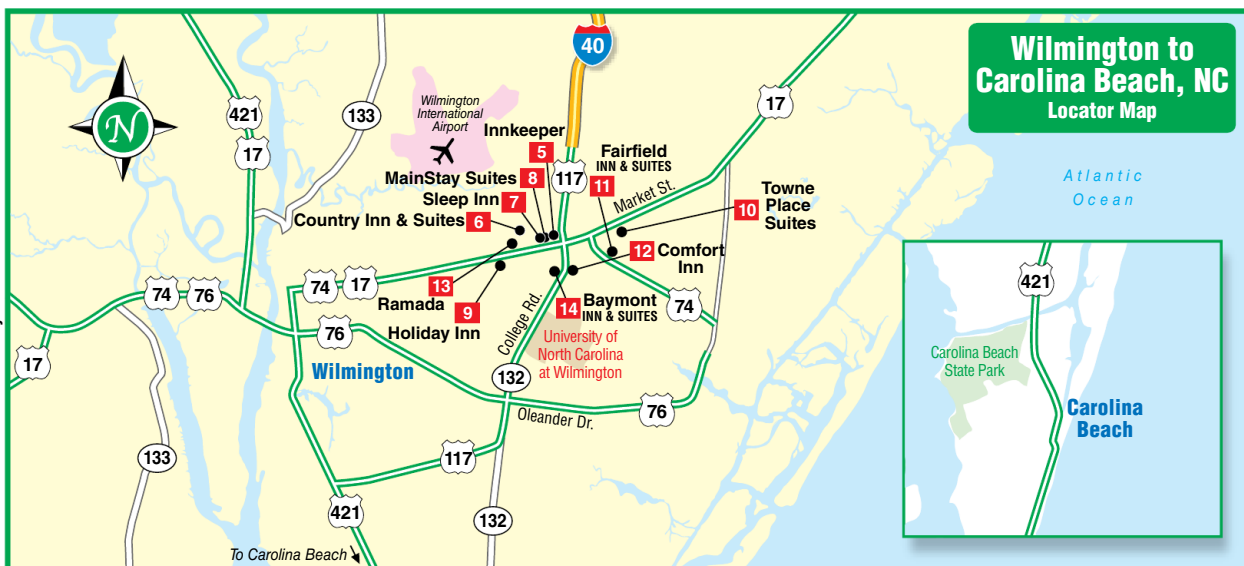 Wilmington to
Carolina Beach, NC
Locator Map
N
40
421
17
133
Wilmington
International
Airport
Innkeeper
5
117
Fairfield
INN & SUITES
11
17
Market St.
MainStay Suites 8
Sleep Inn 7
Country Inn & Suites 6
10
Towne
Place
Suites
Atlantic
Ocean
12 Comfort
Inn
13
Ramada
9
Holiday Inn
14 Baymont
INN & SUITES
74 17
74 76
76
74
17
College Rd.
University of
North Carolina
at Wilmington
Wilmington
132
Oleander Dr.
76
117
133
421
132
To Carolina Beach
421
Carolina Beach
State Park
Carolina
Beach